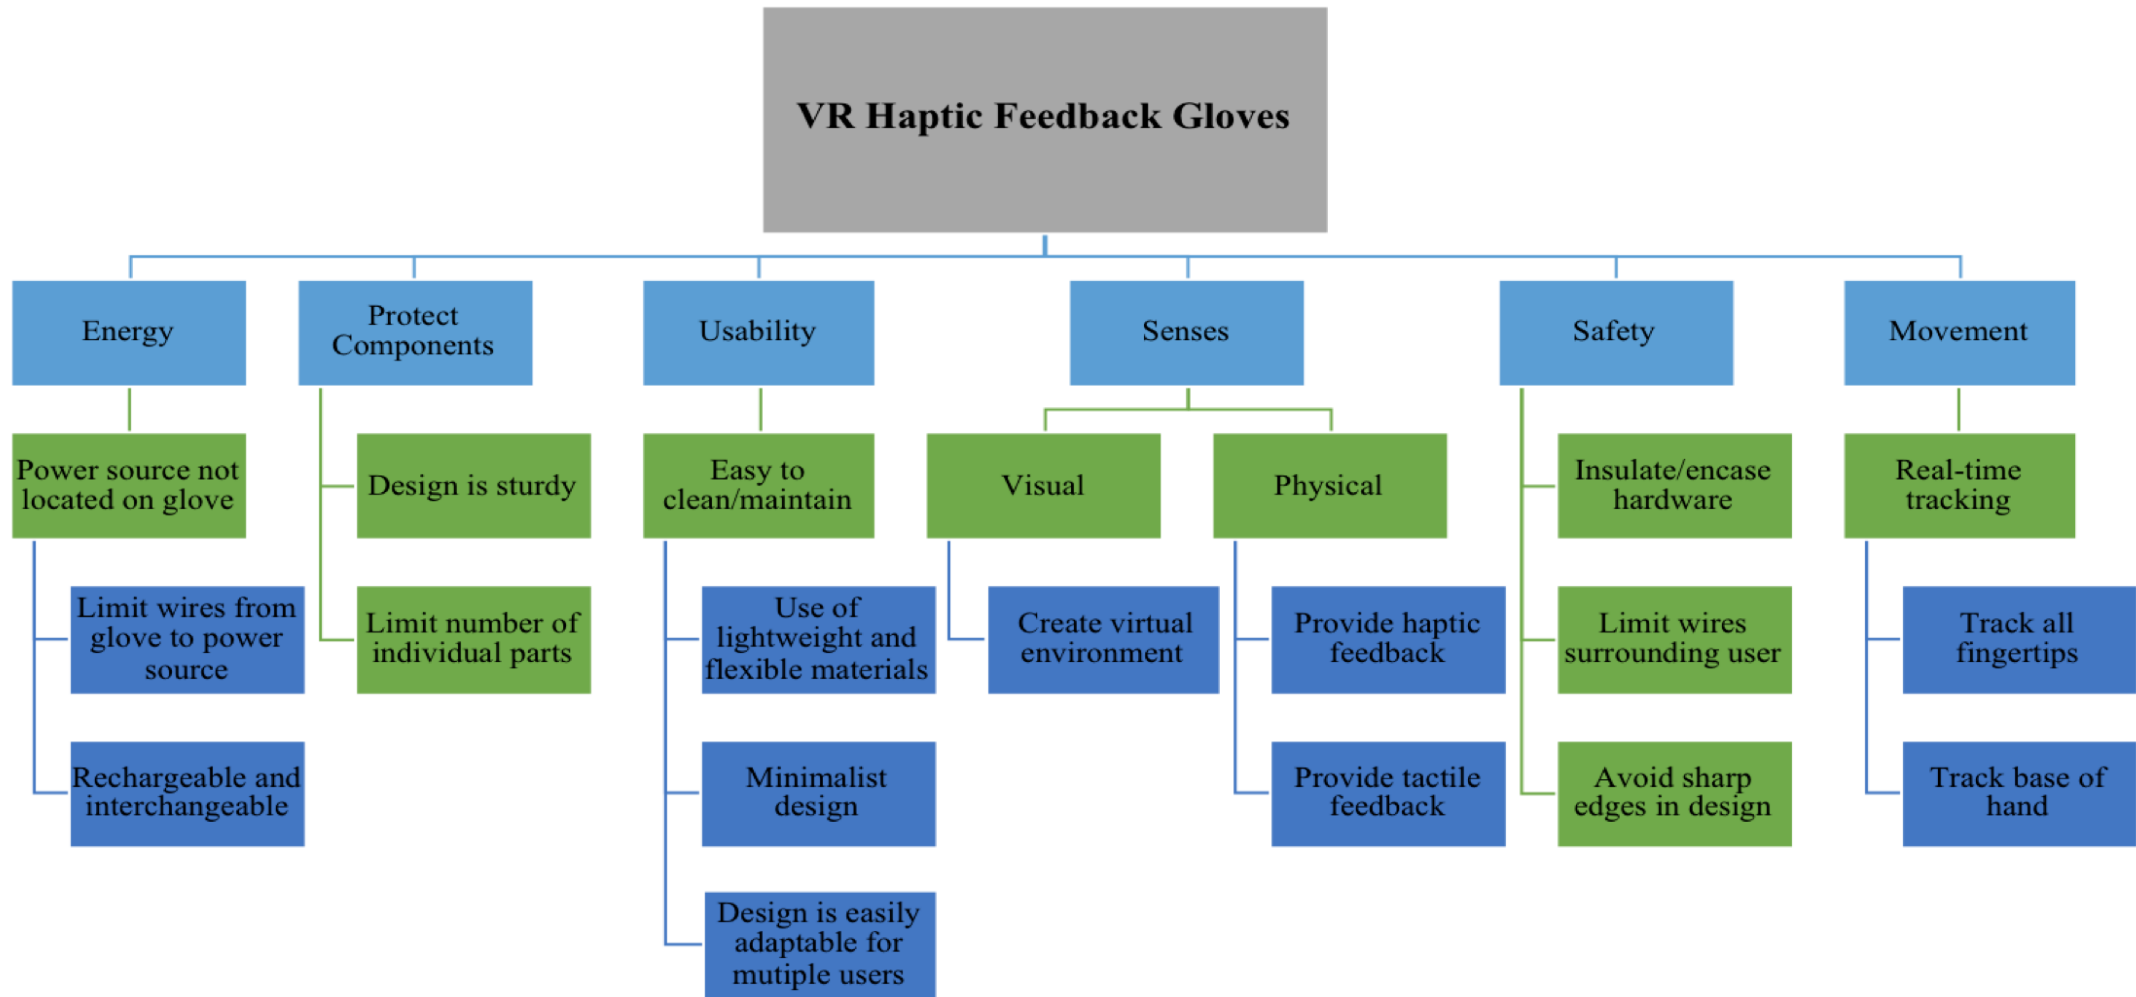 VR Haptic Feedback Gloves
Energy
Protect
Components
Usability
Senses
Safety
Movement
Power source not
located on glove
Limit wires from
glove to power
source
Rechargeable and
interchangeable
Design is sturdy
Limit number of
individual parts
Easy to
clean/maintain
Use of
lightweight and
flexible materials
Minimalist
design
Design is easily
adaptable for
mutiple users
Visual
Create virtual
environment
Physical
Provide haptic
feedback
Provide tactile
feedback
Insulate/encase
hardware
Limit wires
surrounding user
Avoid sharp
edges in design
Real-time
tracking
Track all
fingertips
Track base of
hand